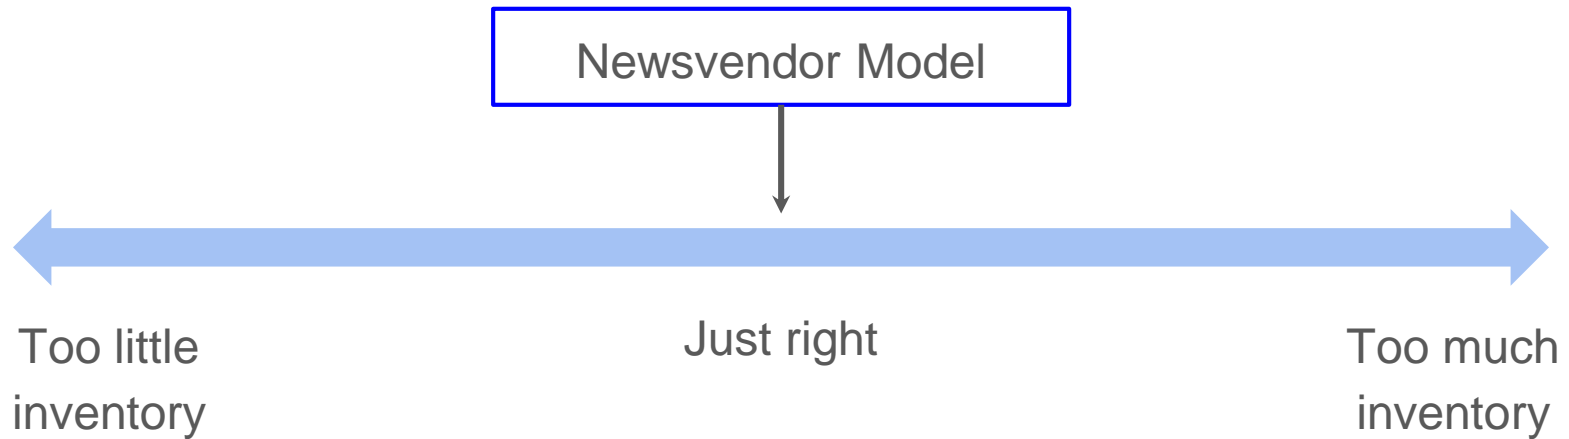 Newsvendor Model
Too little
inventory
Just right
Too much
inventory